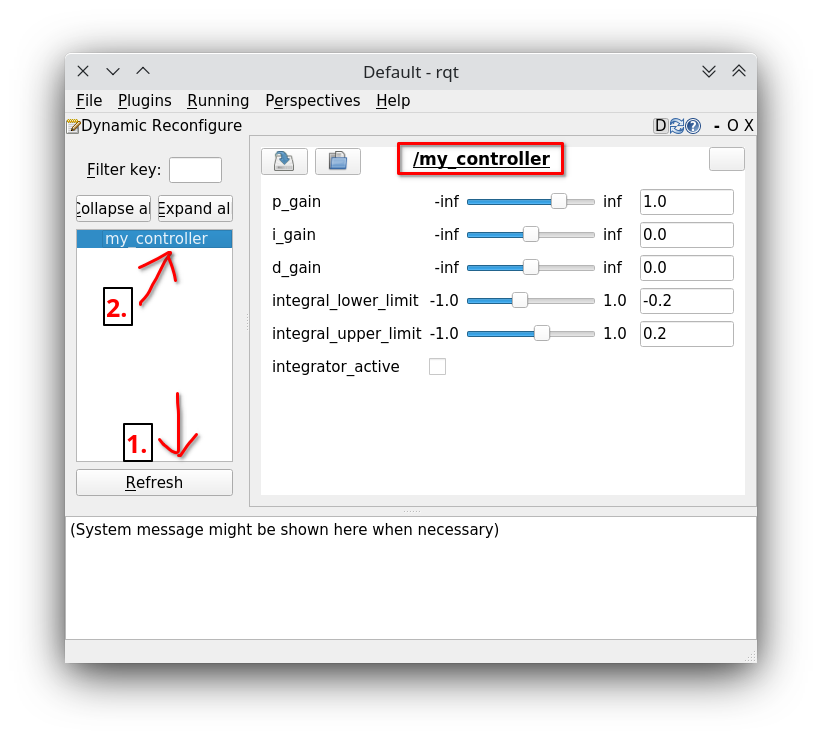 Default - rqt
File Plugins Running Perspectives Help
Dynamic Reconfigure D ? - O X
Filter key:
Collapse al Expand al
my_controller
2.
1.
Refresh
/my_controller
p_gain -inf inf 1.0
i_gain -inf inf 0.0
d_gain -inf inf 0.0
integral_lower_limit -1.0 1.0 -0.2
integral_upper_limit -1.0 1.0 0.2
integrator_active
(System message might be shown here when necessary)